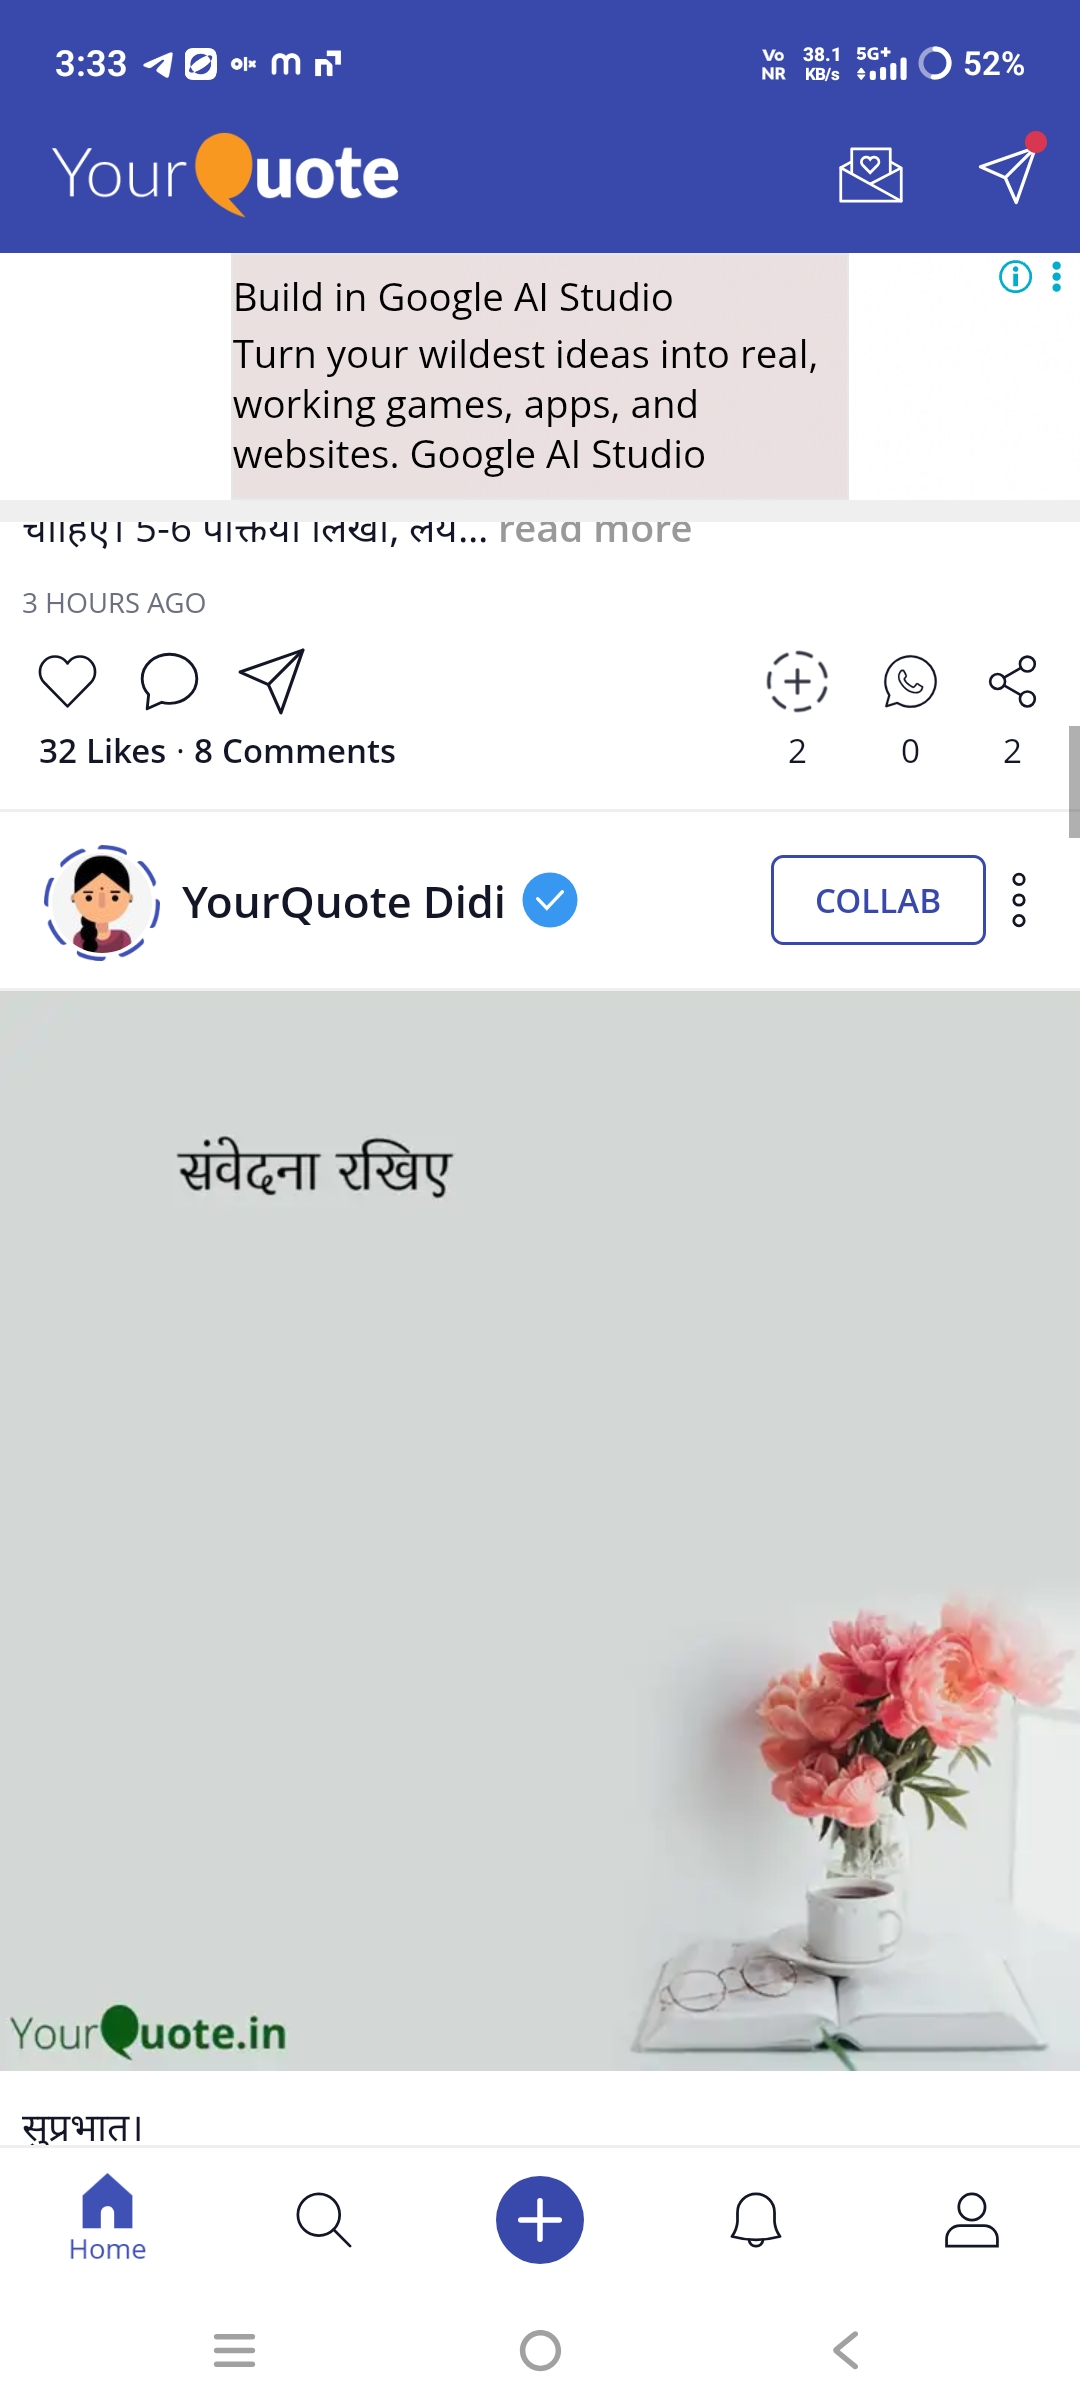 3:33
Vo NR 38.1 KB/s 5G+ 52%
YourQuote
Build in Google AI Studio
Turn your wildest ideas into real,
working games, apps, and
websites. Google AI Studio
चाहिए। 5-6 पंक्तियाँ लिखें, लय... read more
3 HOURS AGO
32 Likes · 8 Comments
2 0 2
YourQuote Didi
COLLAB
संवेदना रखिए
YourQuote.in
सुप्रभात।
Home